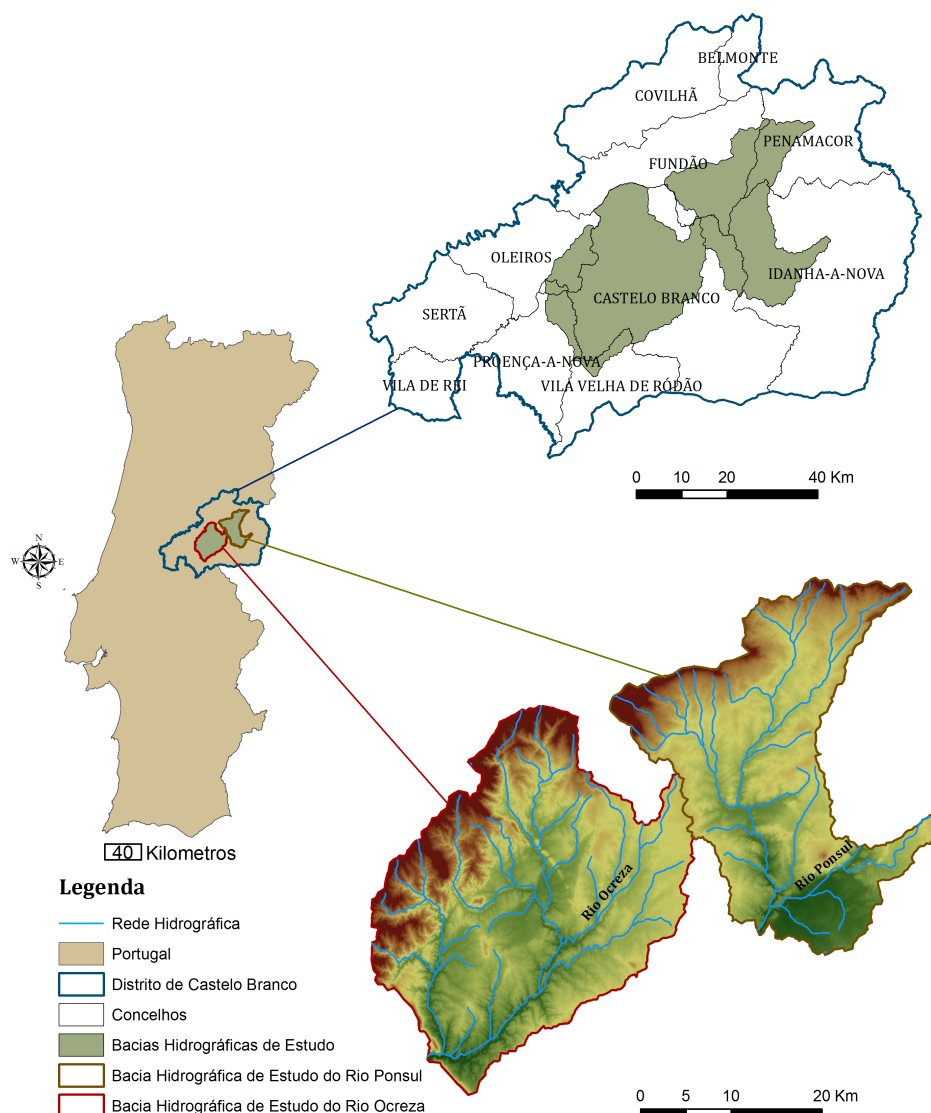 BELMONTE
COVILHÃ
PENAMACOR
FUNDÃO
OLEIROS
IDANHA-A-NOVA
CASTELO BRANCO
SERTÃ
PROENÇA-A-NOVA
VILA DE REI
VILA VELHA DE RÓDÃO
0 10 20 40 Km
N
W E
S
40 Kilometros
Rio Ocreza
Rio Ponsul
Legenda
Rede Hidrográfica
Portugal
Distrito de Castelo Branco
Concelhos
Bacias Hidrográficas de Estudo
Bacia Hidrográfica de Estudo do Rio Ponsul
Bacia Hidrográfica de Estudo do Rio Ocreza
0 5 10 20 Km